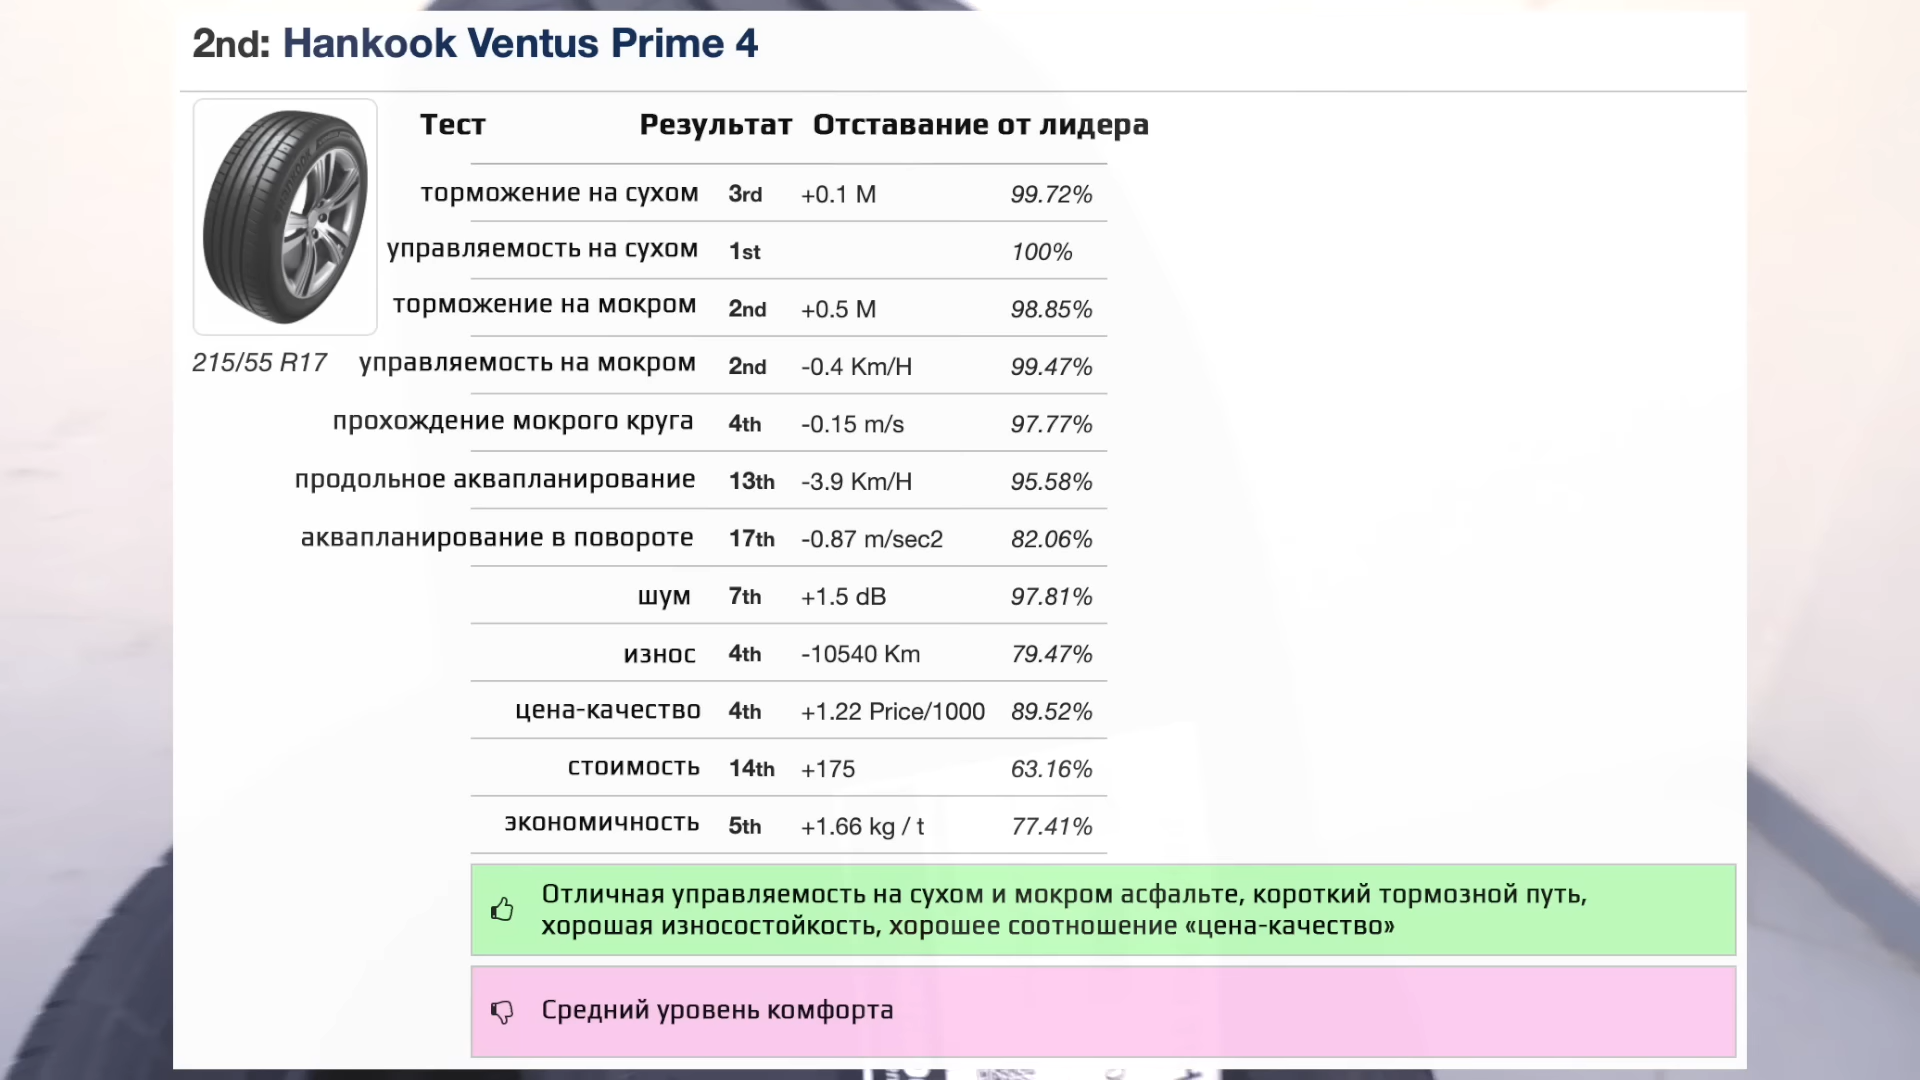 2nd: Hankook Ventus Prime 4
Тест Результат Отставание от лидера
торможение на сухом 3rd +0.1 M 99.72%
управляемость на сухом 1st 100%
торможение на мокром 2nd +0.5 M 98.85%
215/55 R17 управляемость на мокром 2nd -0.4 Km/H 99.47%
прохождение мокрого круга 4th -0.15 m/s 97.77%
продольное аквапланирование 13th -3.9 Km/H 95.58%
аквапланирование в повороте 17th -0.87 m/sec2 82.06%
шум 7th +1.5 dB 97.81%
износ 4th -10540 Km 79.47%
цена-качество 4th +1.22 Price/1000 89.52%
стоимость 14th +175 63.16%
экономичность 5th +1.66 kg / t 77.41%
Отличная управляемость на сухом и мокром асфальте, короткий тормозной путь,
хорошая износостойкость, хорошее соотношение «цена-качество»
Средний уровень комфорта